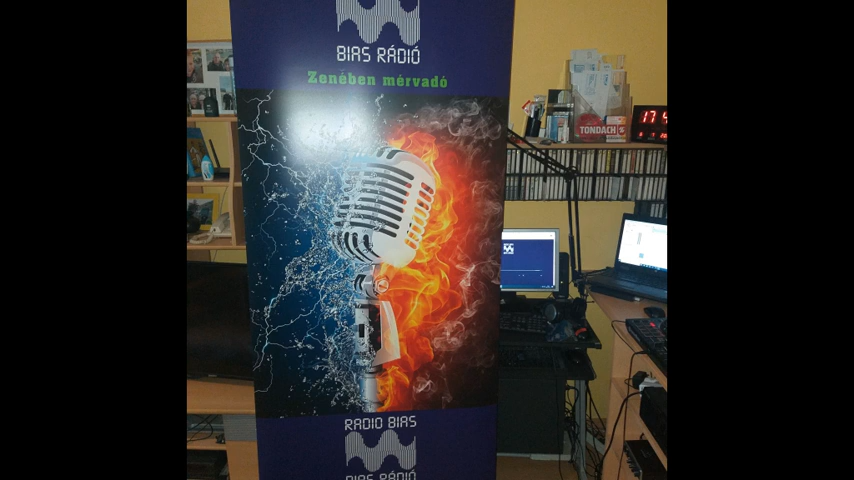 BIAS RÁDIÓ
Zenében mérvadó
TONDACH
17 4
RADIO BIAS
BIAS RÁDIÓ